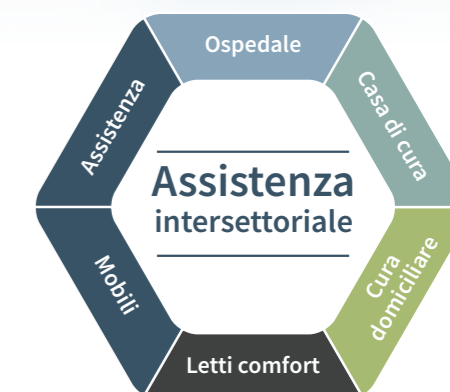 Ospedale
Casa di cura
Cura
domiciliare
Letti comfort
Mobili
Assistenza
Assistenza
intersettoriale